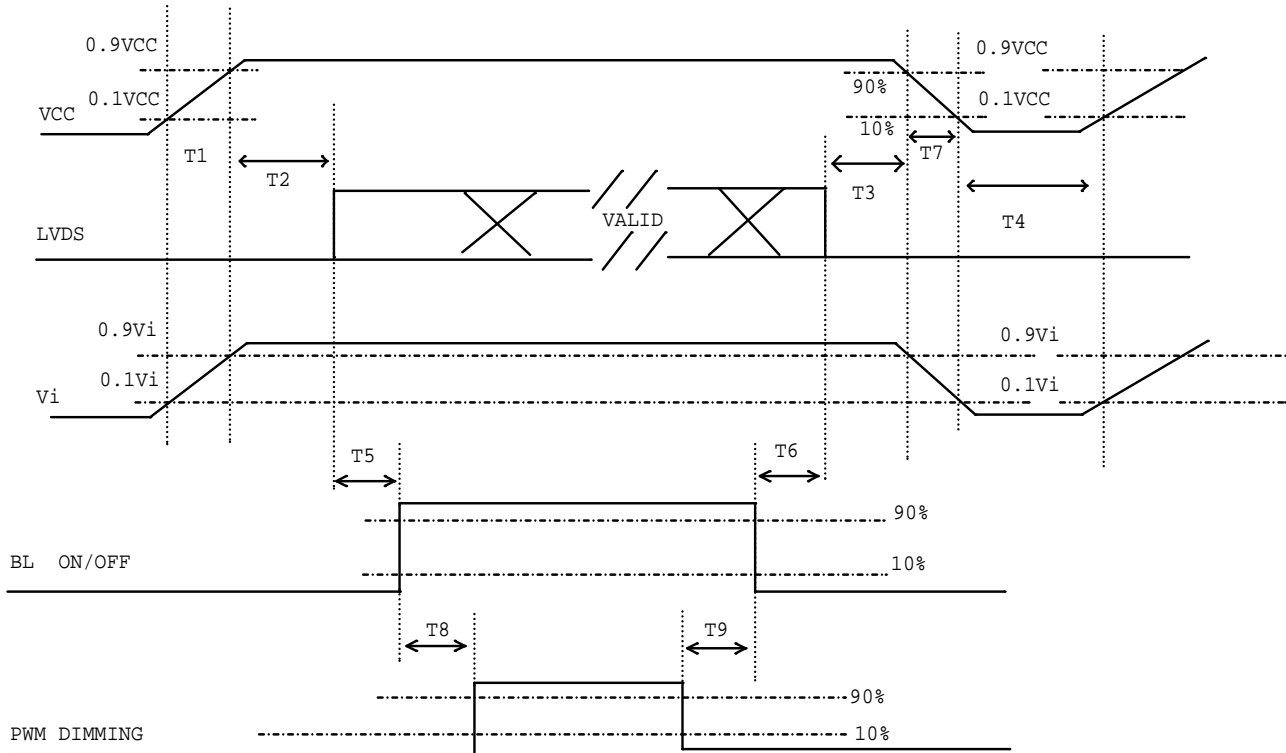 0.9VCC
0.9VCC
90%
0.1VCC
0.1VCC
VCC
10%
T1
T7
T2
T3
VALID
T4
LVDS
0.9Vi
0.9Vi
0.1Vi
0.1Vi
Vi
T5
T6
90%
BL ON/OFF
10%
T8
T9
90%
PWM DIMMING
10%